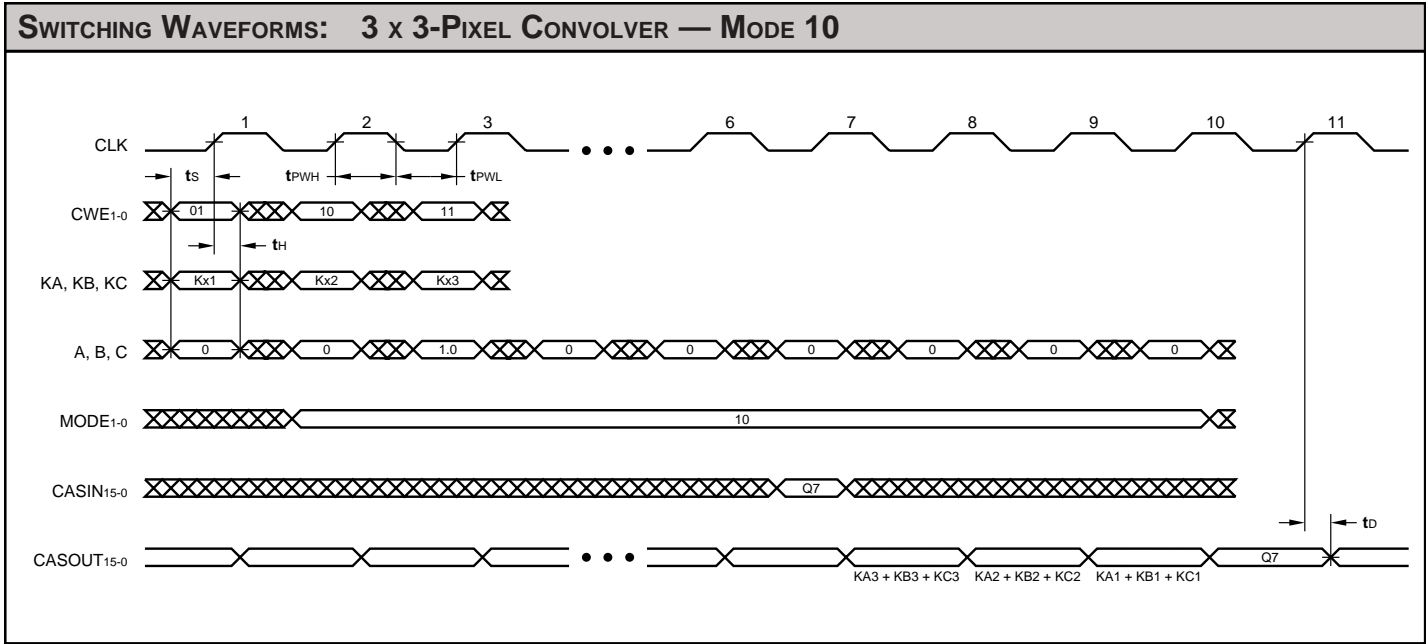 SWITCHING WAVEFORMS: 3 X 3-PIXEL CONVOLVER — MODE 10
1 2 3 6 7 8 9 10 11
CLK
tS tPWH tPWL
CWE1-0 01 10 11
tH
KA, KB, KC Kx1 Kx2 Kx3
A, B, C 0 0 1.0 0 0 0 0 0 0
MODE1-0 10
CASIN15-0 Q7
tD
CASOUT15-0 Q7
KA3 + KB3 + KC3 KA2 + KB2 + KC2 KA1 + KB1 + KC1